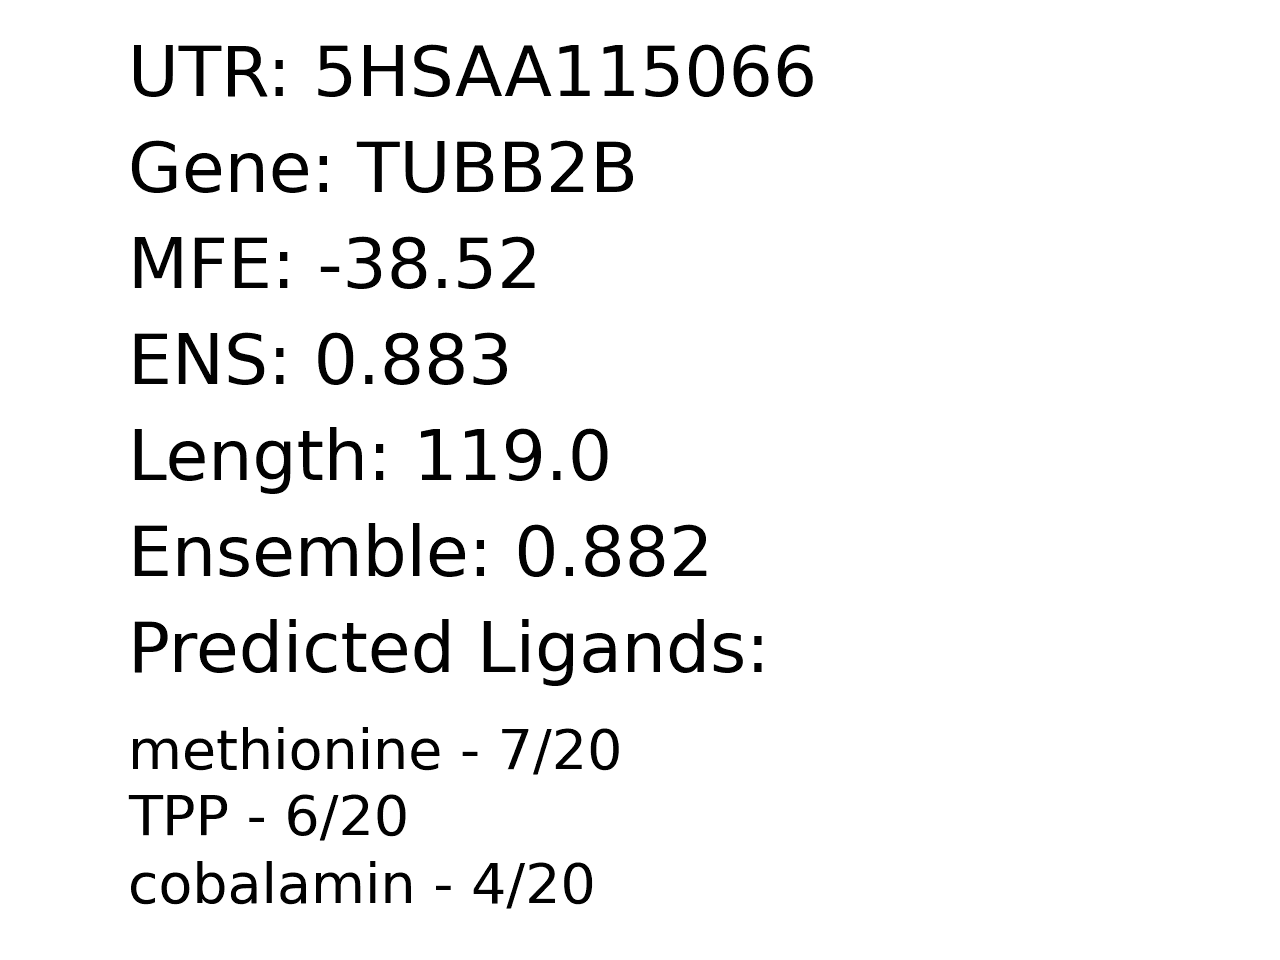 UTR: 5HSAA115066
Gene: TUBB2B
MFE: -38.52
ENS: 0.883
Length: 119.0
Ensemble: 0.882
Predicted Ligands:
methionine - 7/20
TPP - 6/20
cobalamin - 4/20